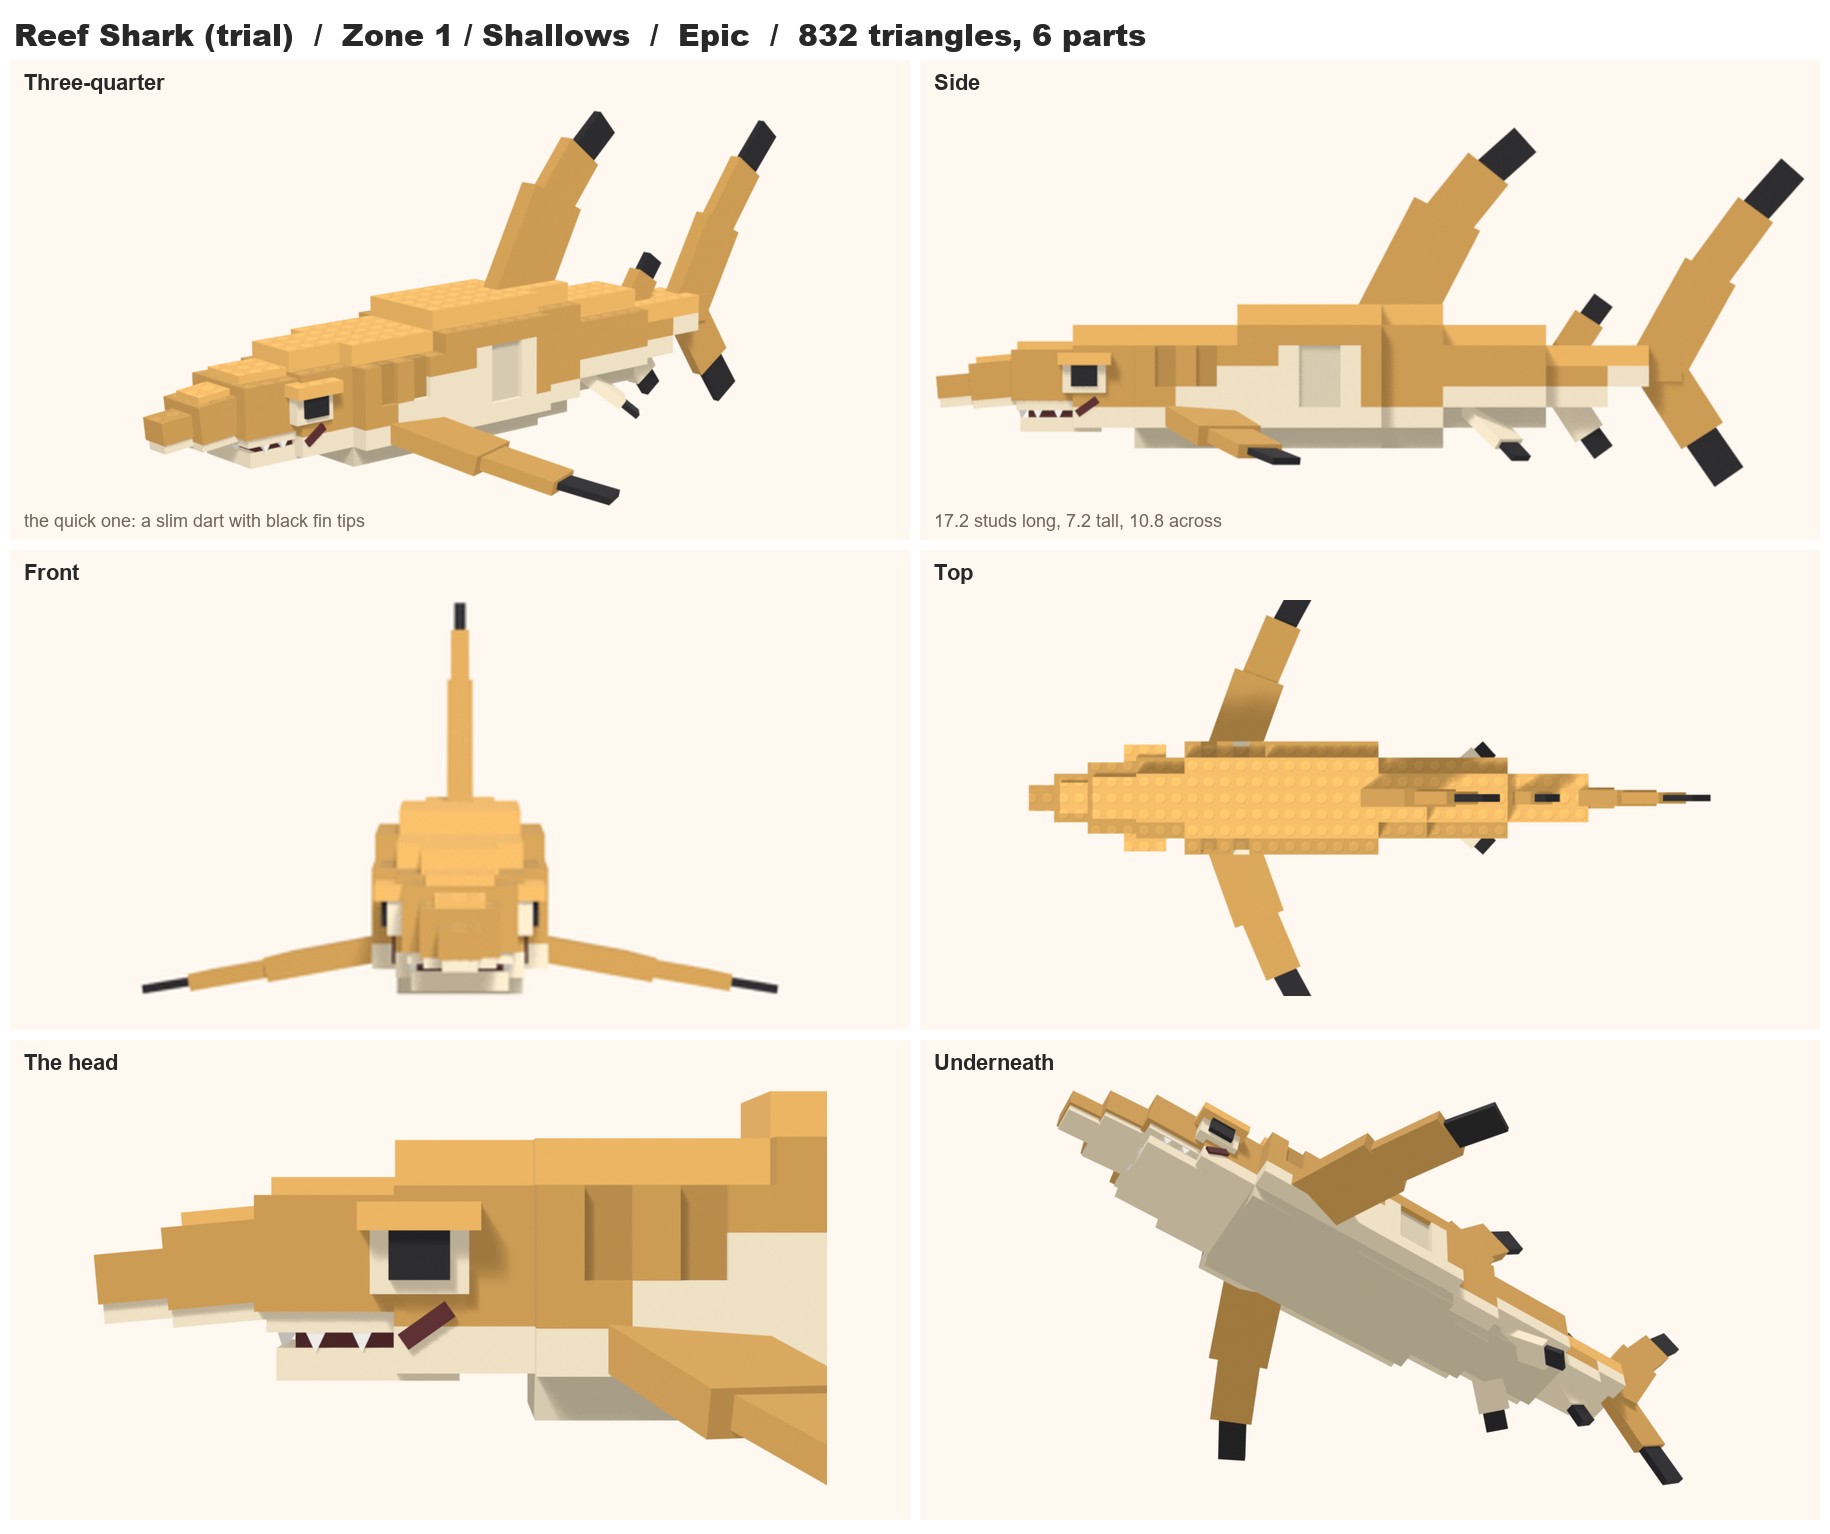 Reef Shark (trial)  /  Zone 1 / Shallows  /  Epic  /  832 triangles, 6 parts
Three-quarter
the quick one: a slim dart with black fin tips
Side
17.2 studs long, 7.2 tall, 10.8 across
Front
Top
The head
Underneath